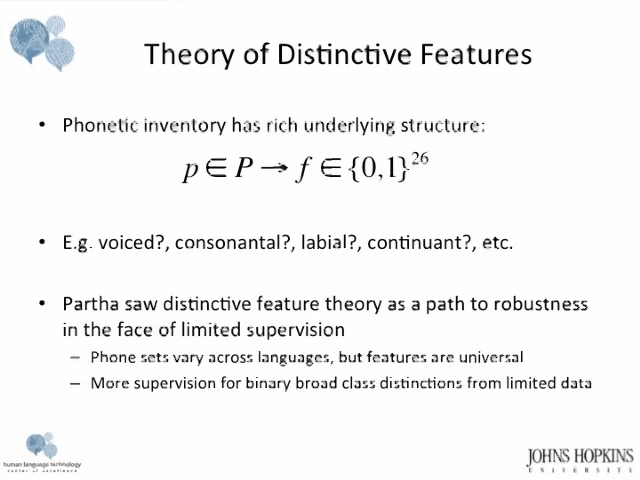 Theory of Distinctive Features
• Phonetic inventory has rich underlying structure:
p ∈ P → f ∈ {0,1}²⁶
• E.g. voiced?, consonantal?, labial?, continuant?, etc.
• Partha saw distinctive feature theory as a path to robustness
in the face of limited supervision
– Phone sets vary across languages, but features are universal
– More supervision for binary broad class distinctions from limited data
human language technology
center of excellence
JOHNS HOPKINS
UNIVERSITY